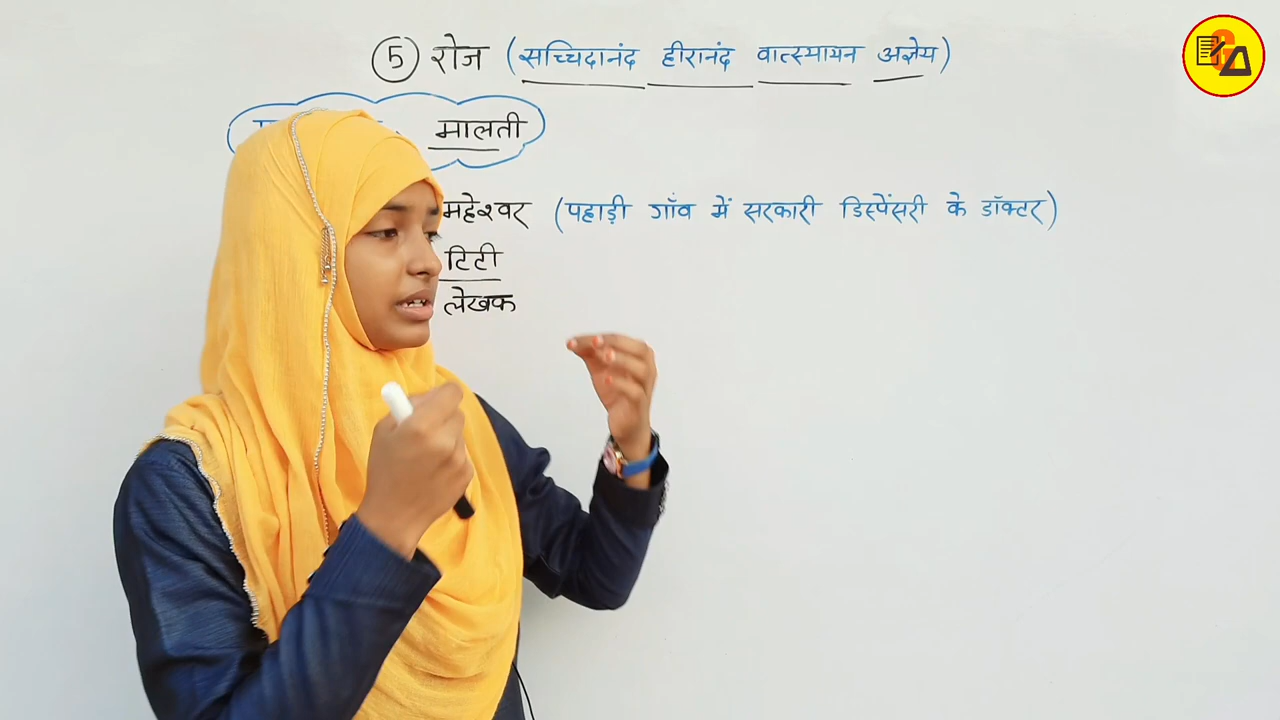 5 रोज (सच्चिदानंद हीरानंद वात्स्यायन अज्ञेय)
मालती
महेश्वर (पहाड़ी गाँव में सरकारी डिस्पेंसरी के डॉक्टर)
टिटी
लेखक